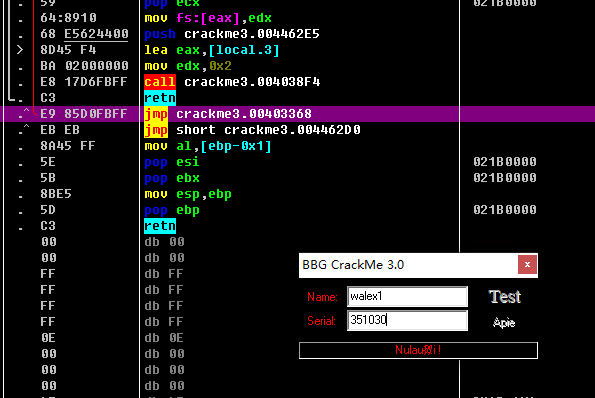 . 59 pop ecx 021B0000
. 64:8910 mov fs:[eax],edx
. 68 E5624400 push crackme3.004462E5
> 8D45 F4 lea eax,[local.3]
. BA 02000000 mov edx,0x2
. E8 17D6FBFF call crackme3.004038F4
. C3 retn
.^ E9 85D0FBFF jmp crackme3.00403368
.^ EB EB jmp short crackme3.004462D0
. 8A45 FF mov al,[ebp-0x1]
. 5E pop esi 021B0000
. 5B pop ebx 021B0000
. 8BE5 mov esp,ebp
. 5D pop ebp 021B0000
. C3 retn
00 db 00
00 db 00
FF db FF
FF db FF
FF db FF
FF db FF
0E db 0E
00 db 00
00 db 00
00 db 00
BBG CrackMe 3.0 x
Name: walex1 Test
Serial: 351030 Apie